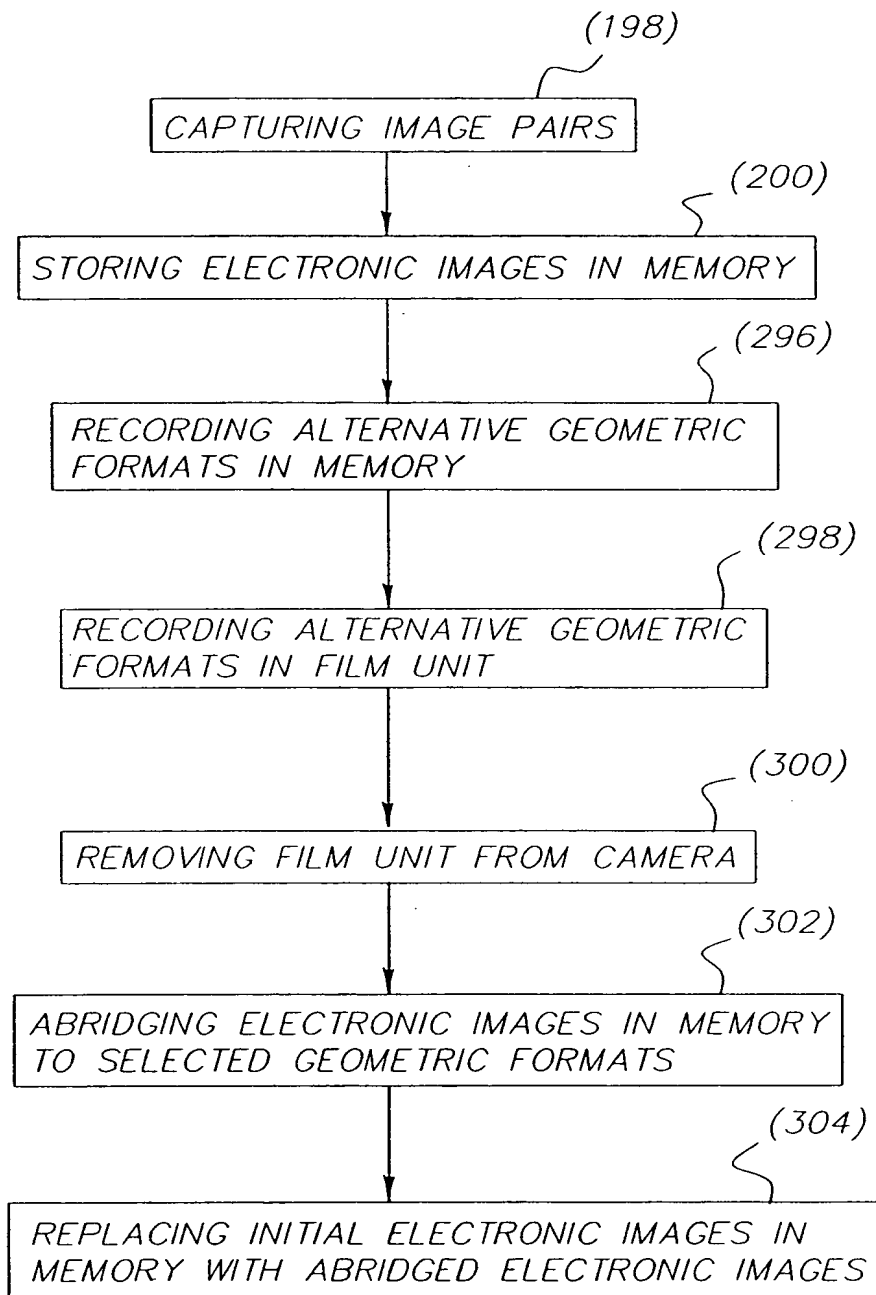 (198)
CAPTURING IMAGE PAIRS
(200)
STORING ELECTRONIC IMAGES IN MEMORY
(296)
RECORDING ALTERNATIVE GEOMETRIC
FORMATS IN MEMORY
(298)
RECORDING ALTERNATIVE GEOMETRIC
FORMATS IN FILM UNIT
(300)
REMOVING FILM UNIT FROM CAMERA
(302)
ABRIDGING ELECTRONIC IMAGES IN MEMORY
TO SELECTED GEOMETRIC FORMATS
(304)
REPLACING INITIAL ELECTRONIC IMAGES IN
MEMORY WITH ABRIDGED ELECTRONIC IMAGES